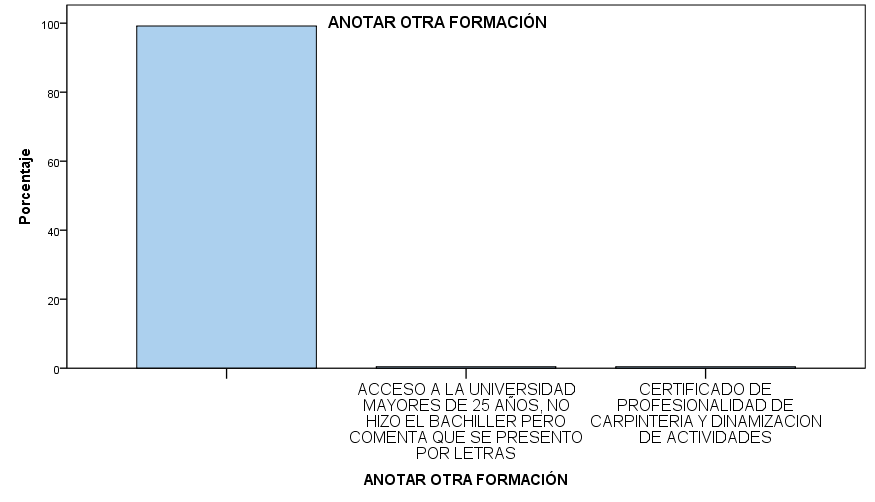 ANOTAR OTRA FORMACIÓN
100
80
60
40
20
0
Porcentaje
ACCESO A LA UNIVERSIDAD
MAYORES DE 25 AÑOS, NO
HIZO EL BACHILLER PERO
COMENTA QUE SE PRESENTO
POR LETRAS
CERTIFICADO DE
PROFESIONALIDAD DE
CARPINTERIA Y DINAMIZACION
DE ACTIVIDADES
ANOTAR OTRA FORMACIÓN